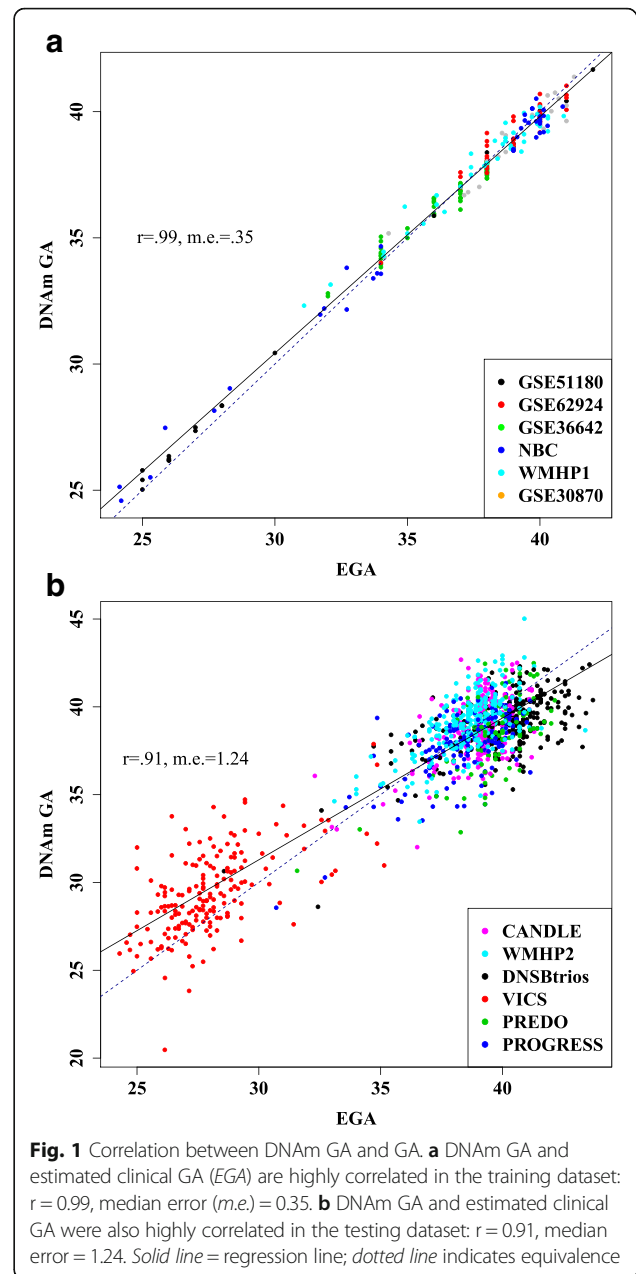 a
40
35
30
25
DNAm GA
r=.99, m.e.=.35
GSE51180
GSE62924
GSE36642
NBC
WMHP1
GSE30870
25 30 35 40
EGA
b
45
40
35
30
25
20
DNAm GA
r=.91, m.e.=1.24
CANDLE
WMHP2
DNSBtrios
VICS
PREDO
PROGRESS
25 30 35 40
EGA
Fig. 1 Correlation between DNAm GA and GA. a DNAm GA and
estimated clinical GA (EGA) are highly correlated in the training dataset:
r = 0.99, median error (m.e.) = 0.35. b DNAm GA and estimated clinical
GA were also highly correlated in the testing dataset: r = 0.91, median
error = 1.24. Solid line = regression line; dotted line indicates equivalence